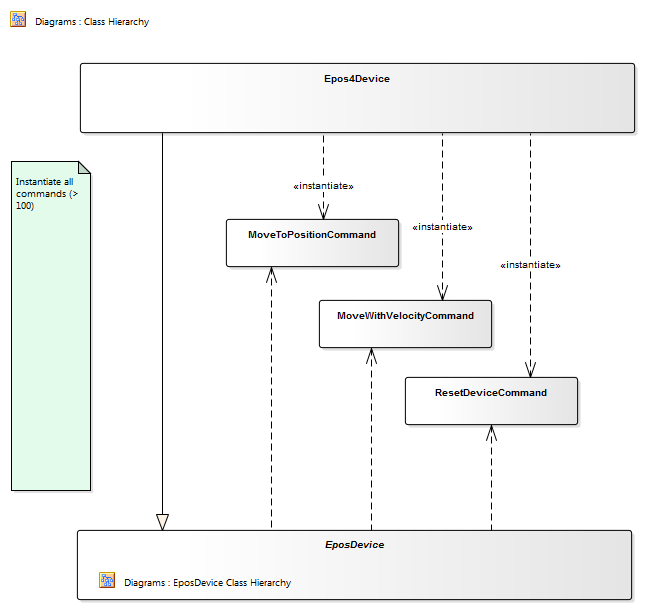 Diagrams : Class Hierarchy
Epos4Device
Instantiate all
commands (>
100)
«instantiate»
MoveToPositionCommand
«instantiate»
«instantiate»
MoveWithVelocityCommand
ResetDeviceCommand
EposDevice
Diagrams : EposDevice Class Hierarchy